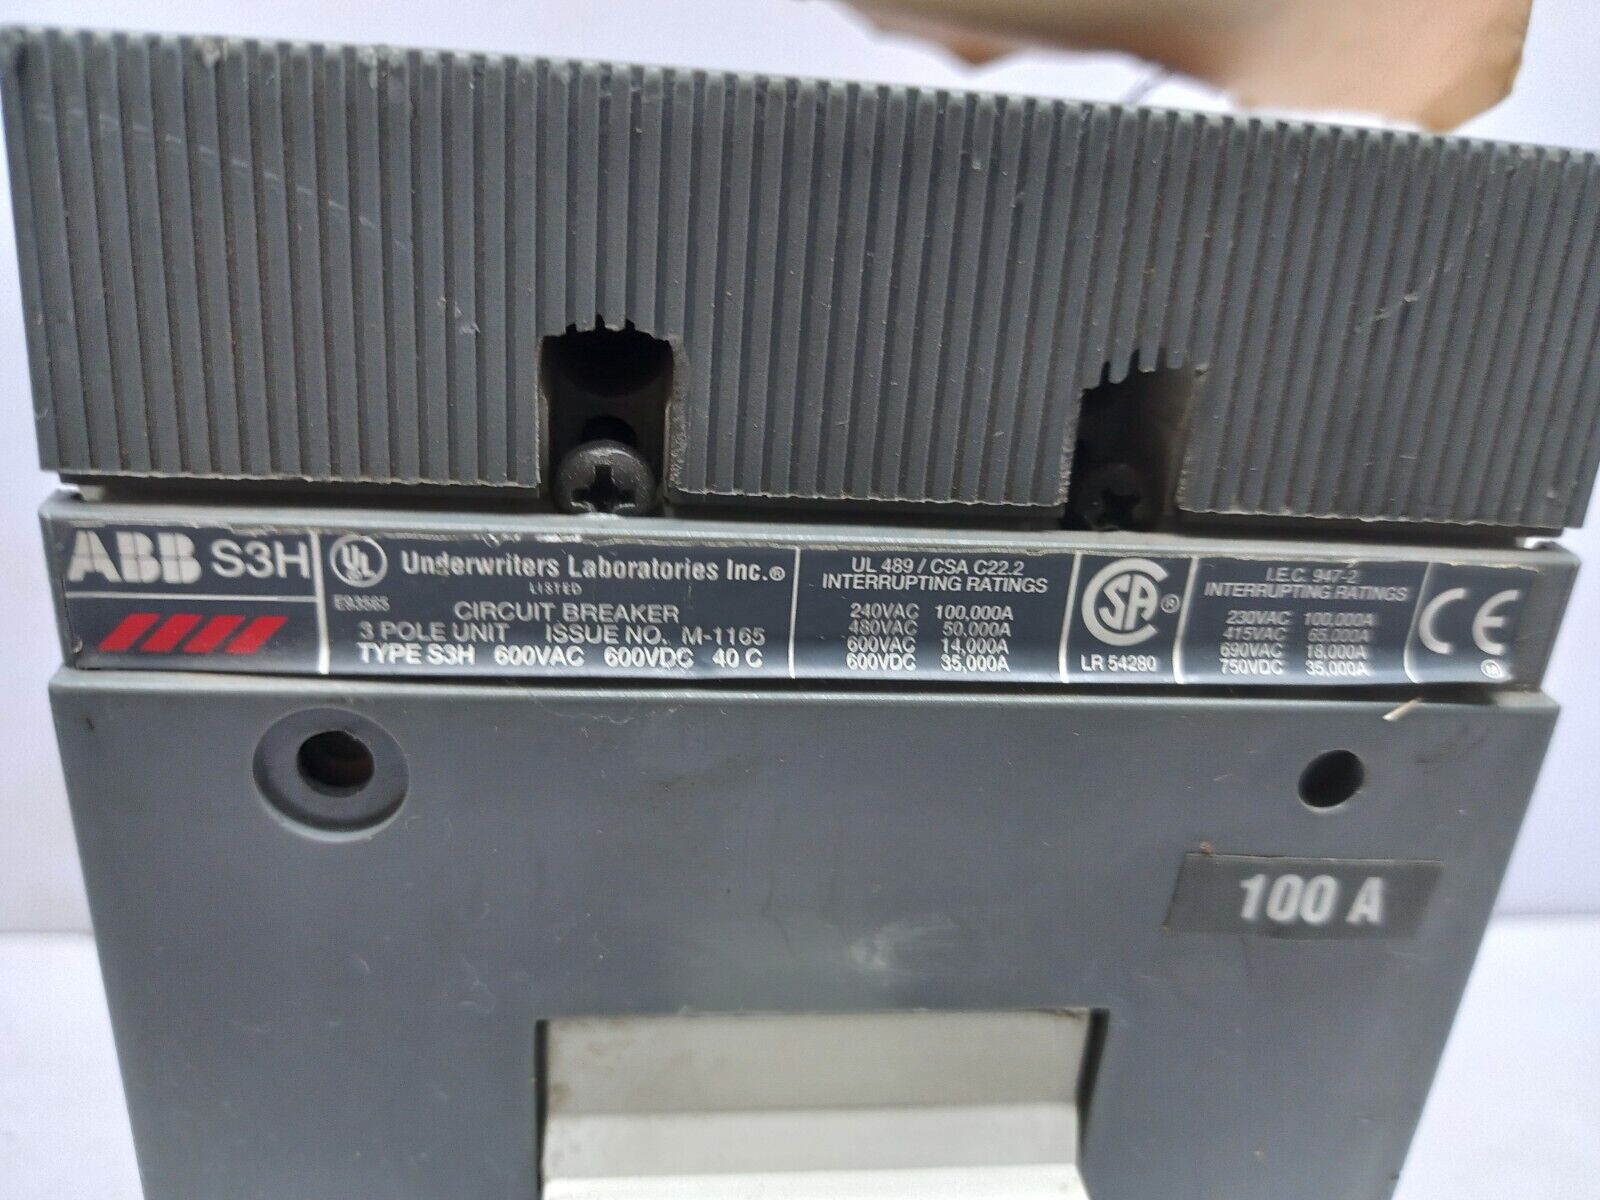 ABB S3H
UL
Underwriters Laboratories Inc.®
LISTED
E93565
CIRCUIT BREAKER
3 POLE UNIT ISSUE NO. M-1165
TYPE S3H 600VAC 600VDC 40 C
UL 489 / CSA C22.2
INTERRUPTING RATINGS
240VAC 100,000A
480VAC 50,000A
600VAC 14,000A
600VDC 35,000A
CSA ®
LR 54280
I.E.C. 947-2
INTERRUPTING RATINGS
230VAC 100,000A
415VAC 65,000A
690VAC 18,000A
750VDC 35,000A
CE
100 A